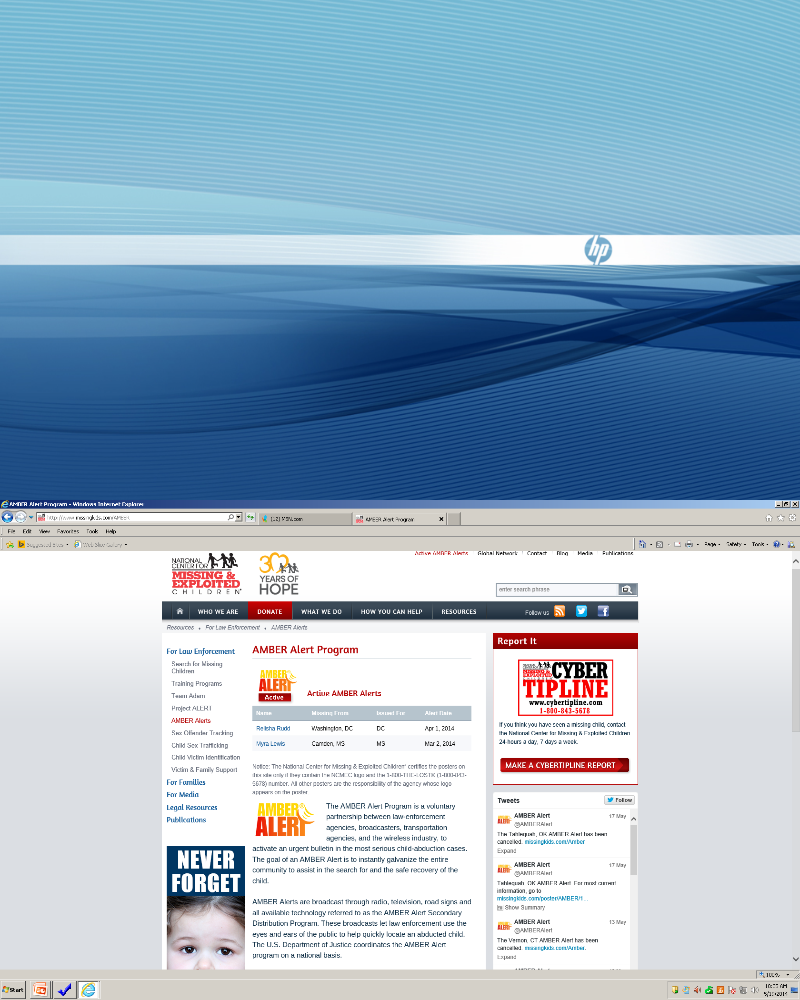 hp
AMBER Alert Program - Windows Internet Explorer
http://www.missingkids.com/AMBER
(12) MSN.com
AMBER Alert Program
File Edit View Favorites Tools Help
Suggested Sites Web Slice Gallery
Page Safety Tools
Active AMBER Alerts Global Network Contact Blog Media Publications
NATIONAL
CENTER FOR
MISSING &
EXPLOITED
CHILDREN®
30
YEARS OF
HOPE
enter search phrase
WHO WE ARE DONATE WHAT WE DO HOW YOU CAN HELP RESOURCES Follow us
Resources • For Law Enforcement • AMBER Alerts
For Law Enforcement
Search for Missing
Children
Training Programs
Team Adam
Project ALERT
AMBER Alerts
Sex Offender Tracking
Child Sex Trafficking
Child Victim Identification
Victim & Family Support
For Families
For Media
Legal Resources
Publications
NEVER
FORGET
AMBER Alert Program
AMBER®
ALERT
Active
Active AMBER Alerts
Name Missing From Issued For Alert Date
Relisha Rudd Washington, DC DC Apr 1, 2014
Myra Lewis Camden, MS MS Mar 2, 2014
Notice: The National Center for Missing & Exploited Children® certifies the posters on
this site only if they contain the NCMEC logo and the 1-800-THE-LOST® (1-800-843-
5678) number. All other posters are the responsibility of the agency whose logo
appears on the poster.
AMBER®
ALERT
The AMBER Alert Program is a voluntary
partnership between law-enforcement
agencies, broadcasters, transportation
agencies, and the wireless industry, to
activate an urgent bulletin in the most serious child-abduction cases.
The goal of an AMBER Alert is to instantly galvanize the entire
community to assist in the search for and the safe recovery of the
child.
AMBER Alerts are broadcast through radio, television, road signs and
all available technology referred to as the AMBER Alert Secondary
Distribution Program. These broadcasts let law enforcement use the
eyes and ears of the public to help quickly locate an abducted child.
The U.S. Department of Justice coordinates the AMBER Alert
program on a national basis.
Report It
NATIONAL
CENTER FOR
MISSING &
EXPLOITED
CHILDREN®
CYBER
TIPLINE
www.cybertipline.com
1-800-843-5678
If you think you have seen a missing child, contact
the National Center for Missing & Exploited Children
24-hours a day, 7 days a week.
MAKE A CYBERTIPLINE REPORT
Tweets Follow
AMBER ALERT
AMBER Alert 17 May
@AMBERAlert
The Tahlequah, OK AMBER Alert has been
cancelled. missingkids.com/Amber
Expand
AMBER ALERT
AMBER Alert 17 May
@AMBERAlert
Tahlequah, OK AMBER Alert. For most current
information, go to
missingkids.com/poster/AMBER/1...
Show Summary
AMBER ALERT
AMBER Alert 13 May
@AMBERAlert
The Vernon, CT AMBER Alert has been
cancelled. missingkids.com/Amber.
Expand
100%
Start
10:35 AM
5/19/2014